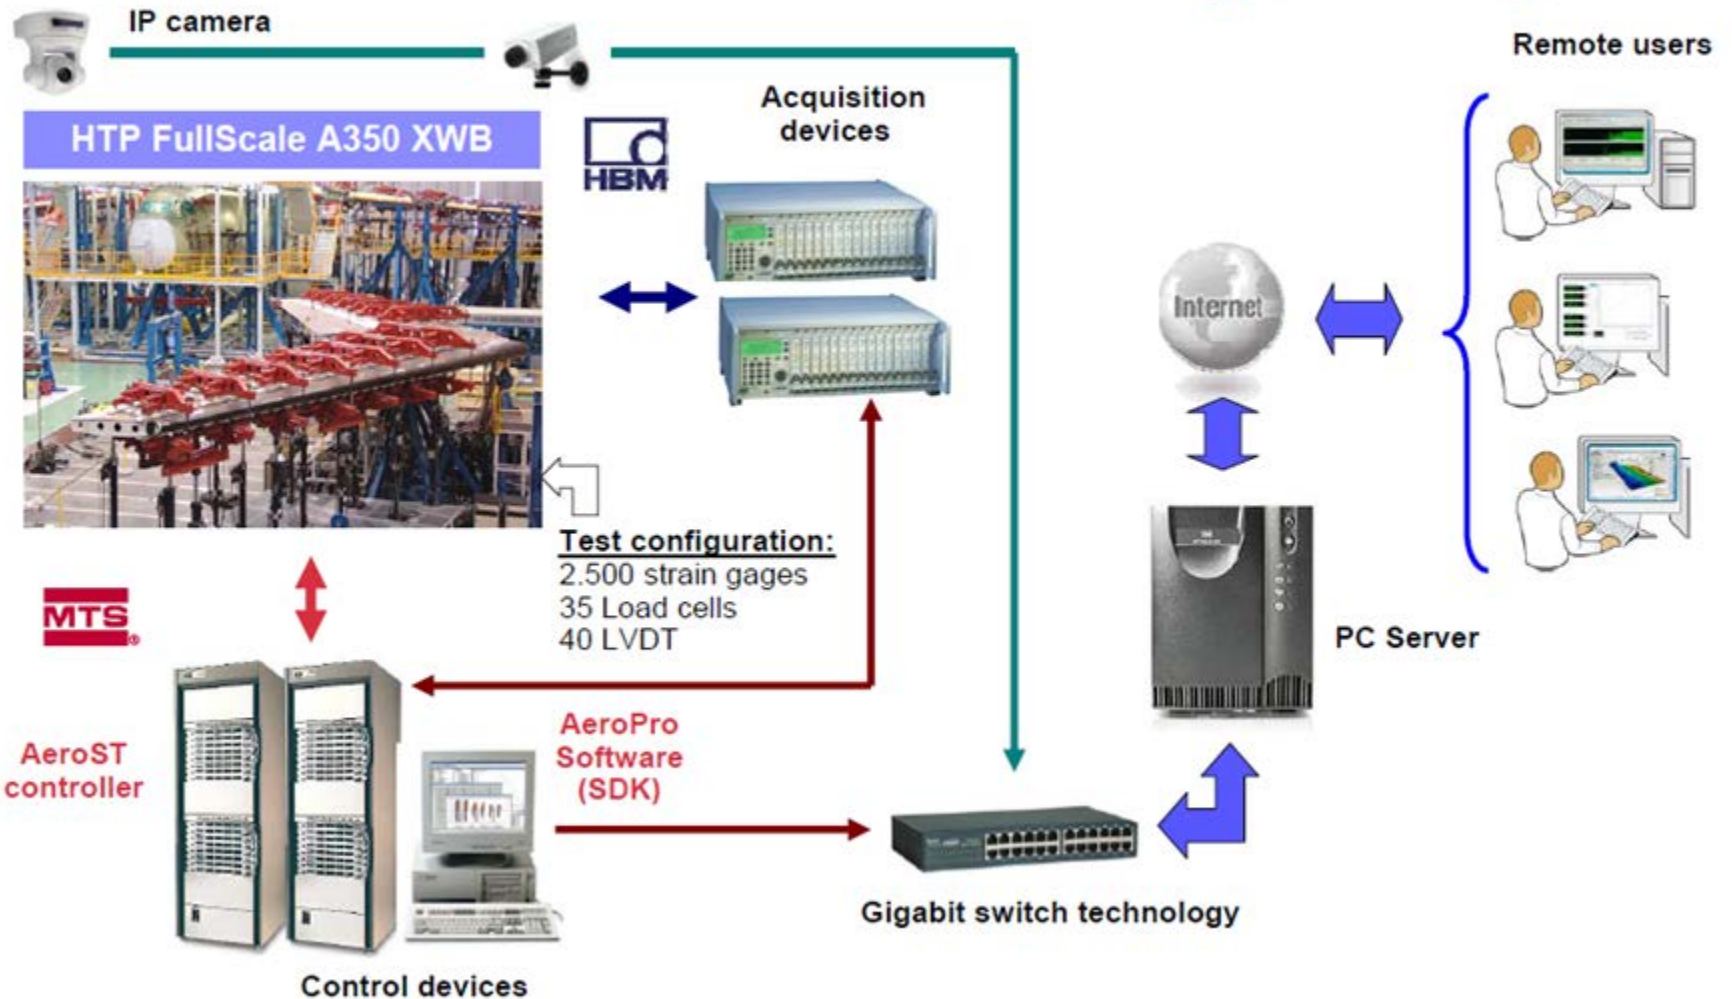 IP camera
Remote users
Acquisition
devices
HTP FullScale A350 XWB
HBM
Internet
Test configuration:
2.500 strain gages
35 Load cells
40 LVDT
MTS®
PC Server
AeroST
controller
AeroPro
Software
(SDK)
Gigabit switch technology
Control devices